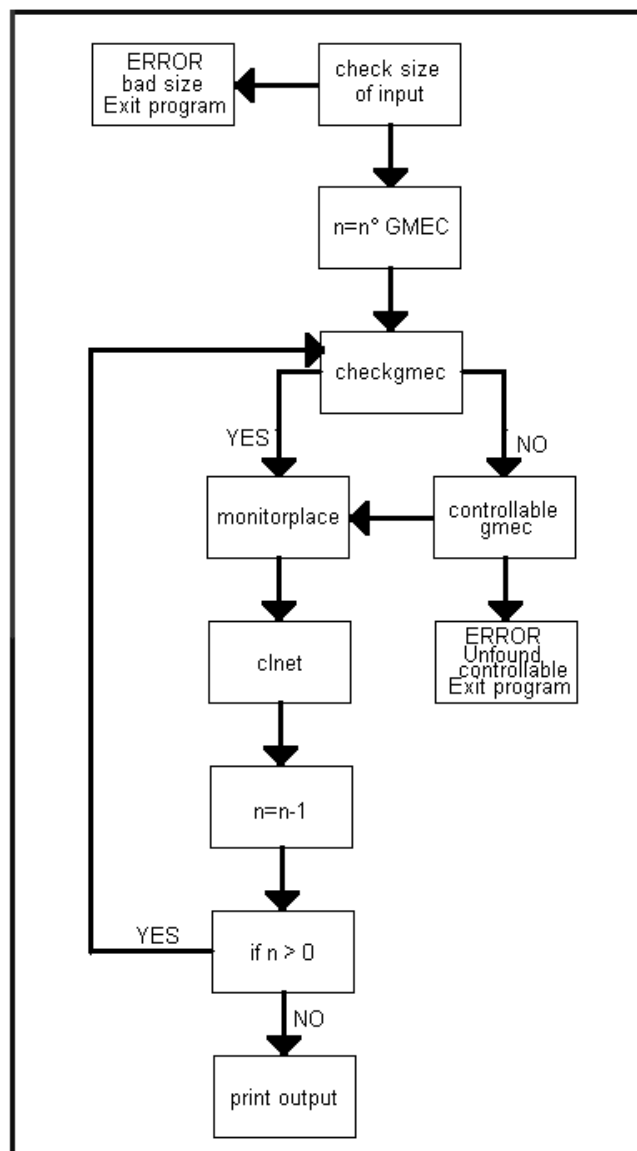 ERROR
bad size
Exit program
check size
of input
n=n° GMEC
checkgmec
YES
NO
monitorplace
controllable
gmec
clnet
ERROR
Unfound
controllable
Exit program
n=n-1
YES
if n > 0
NO
print output